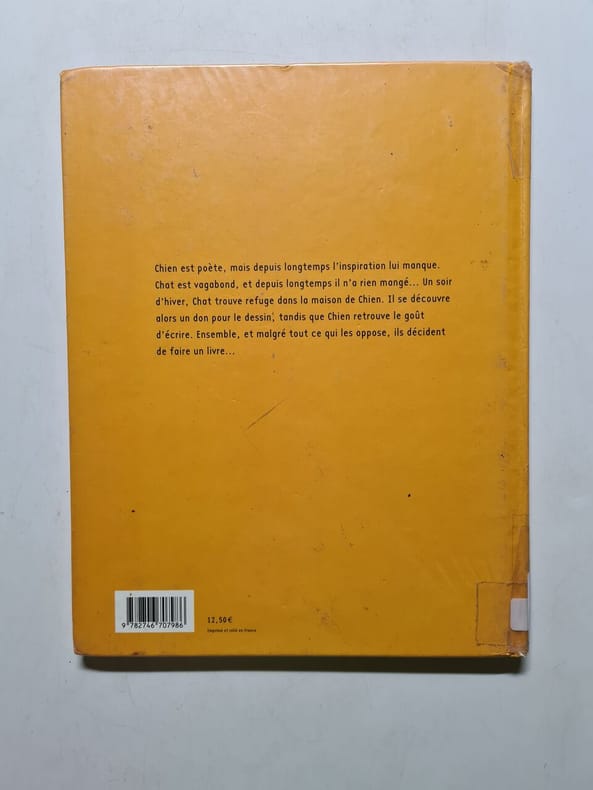 Chien est poète, mais depuis longtemps l'inspiration lui manque.
Chat est vagabond, et depuis longtemps il n'a rien mangé... Un soir
d'hiver, Chat trouve refuge dans la maison de Chien. Il se découvre
alors un don pour le dessin, tandis que Chien retrouve le goût
d'écrire. Ensemble, et malgré tout ce qui les oppose, ils décident
de faire un livre...
9 782746 707986
12,50 €
Imprimé et relié en France